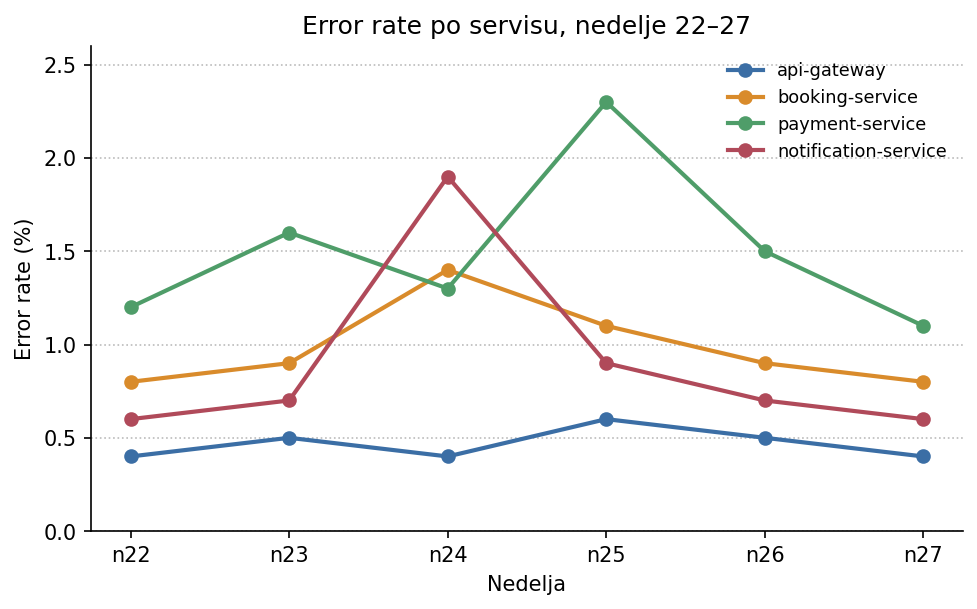 Error rate po servisu, nedelje 22–27
api-gateway
booking-service
payment-service
notification-service
Error rate (%)
2.5
2.0
1.5
1.0
0.5
0.0
n22 n23 n24 n25 n26 n27
Nedelja